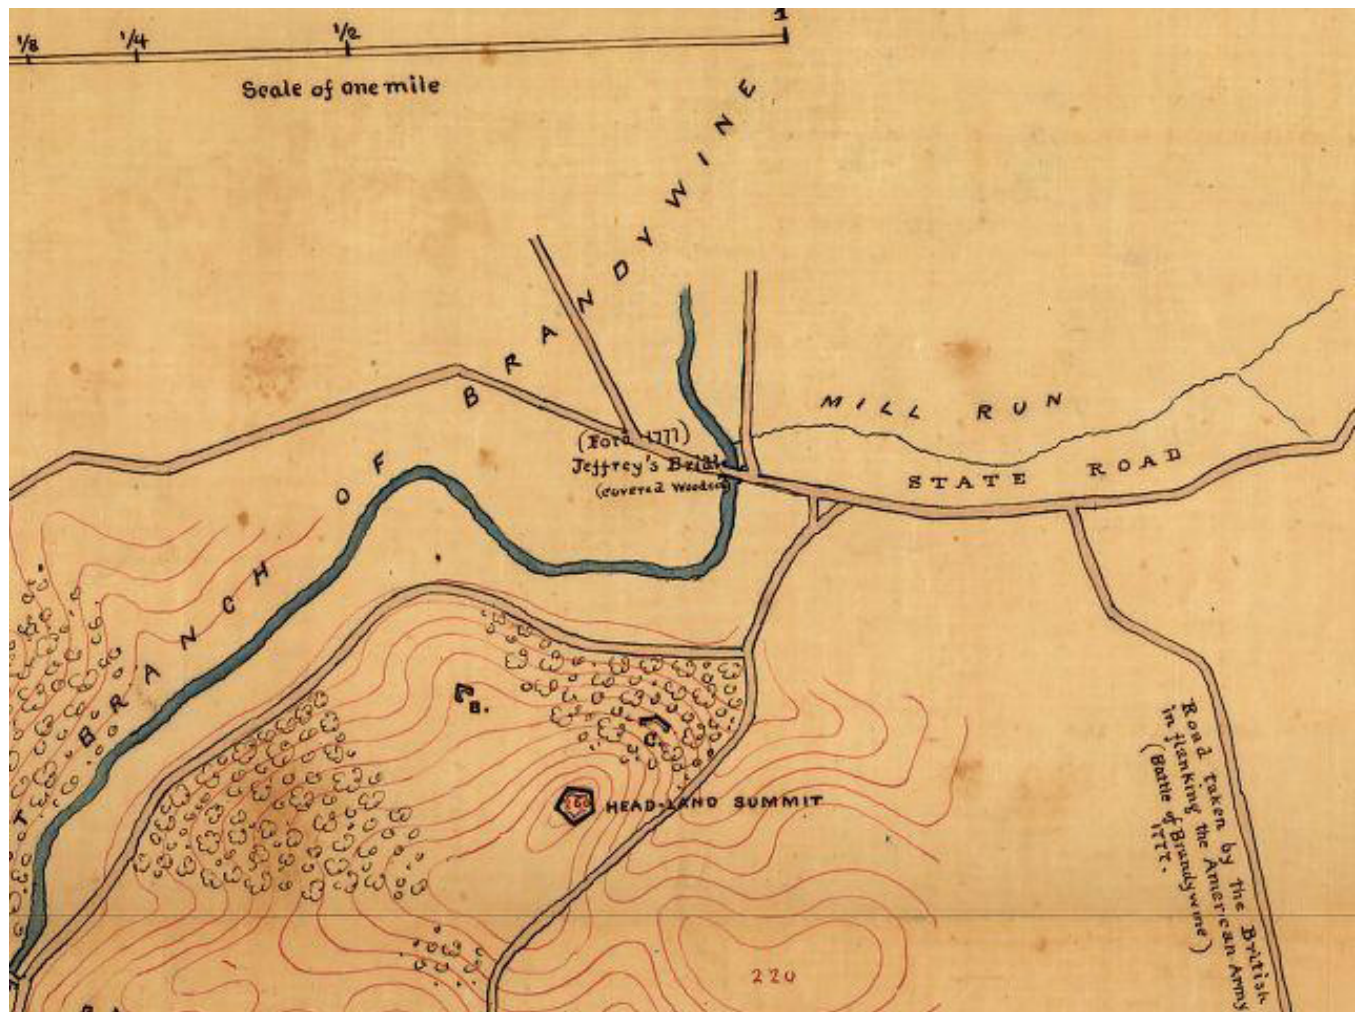 1/8 1/4 1/2 1
Scale of one mile
BRANCH OF BRANDYWINE
MILL RUN
(Ford 1777)
Jeffrey's Bridge
(covered wooden)
STATE ROAD
B.
C.
260
HEAD-LAND SUMMIT
Road taken by the British
in flanking the American Army
(Battle of Brandywine)
1777.
220